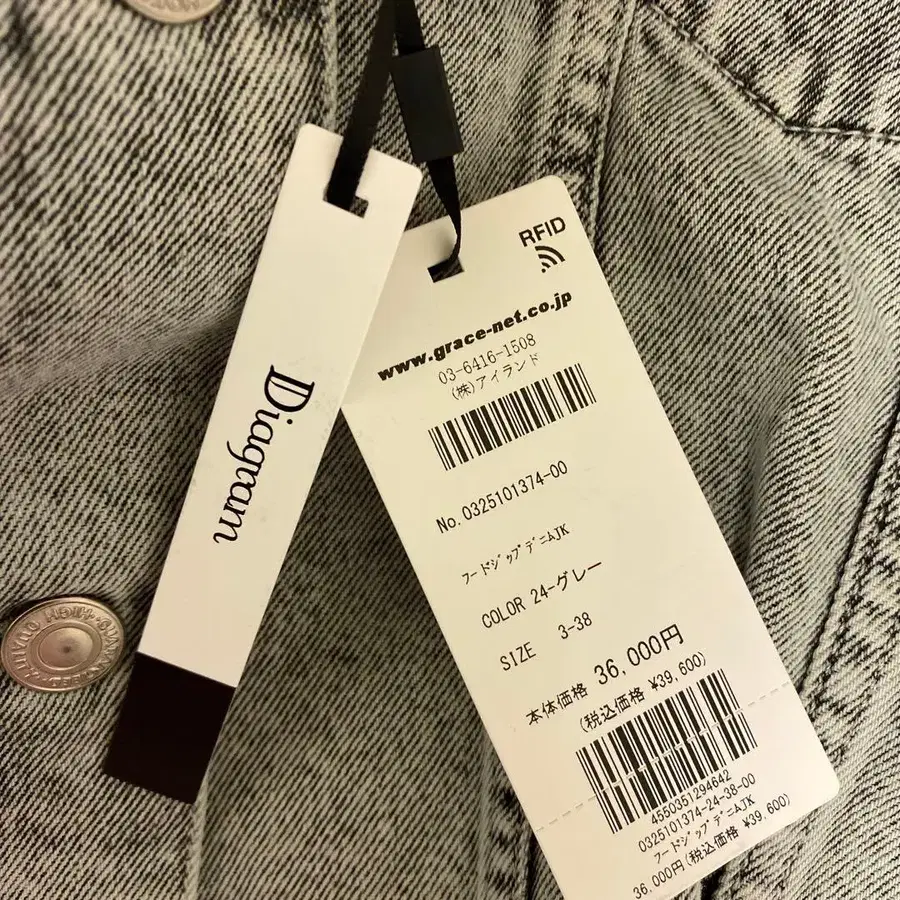 Diagram
RFID
www.grace-net.co.jp
03-6416-1508
(株)アイランド
No. 0325101374-00
フードジップデニムJK
COLOR 24-グレー
SIZE 3-38
本体価格 36,000円
(税込価格 ¥39,600)
4550351294642
0325101374-24-38-00
フードジップデニムJK
36,000円(税込価格 ¥39,600)
HIGH QUALITY